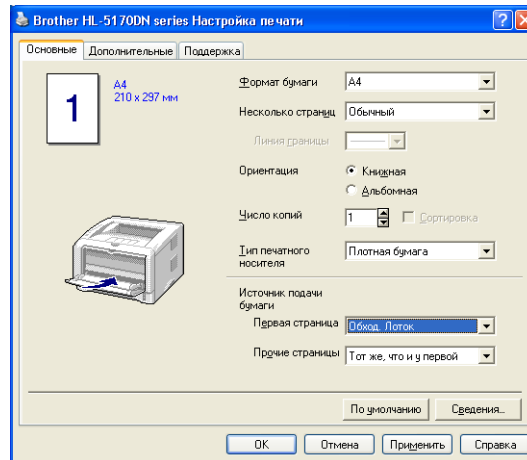 Brother HL-5170DN series Настройка печати
Основные Дополнительные Поддержка
1
A4
210 x 297 мм
Формат бумаги A4
Несколько страниц Обычный
Линия границы
Ориентация Книжная
Альбомная
Число копий 1 Сортировка
Тип печатного носителя Плотная бумага
Источник подачи бумаги
Первая страница Обход. Лоток
Прочие страницы Тот же, что и у первой
По умолчанию Сведения...
OK Отмена Применить Справка